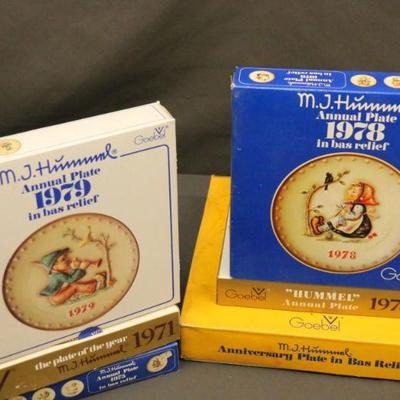 M.J. Hummel®
Annual Plate
1979
in bas relief
Goebel
1979
the plate of the year 1971
M.J. Hummel
Annual Plate
1975
in bas relief
M.J. Hummel
Annual Plate
1978
in bas relief
1978
Goebel
Goebel
"HUMMEL"
Annual Plate
Goebel
M.J. Hummel
Anniversary Plate in Bas